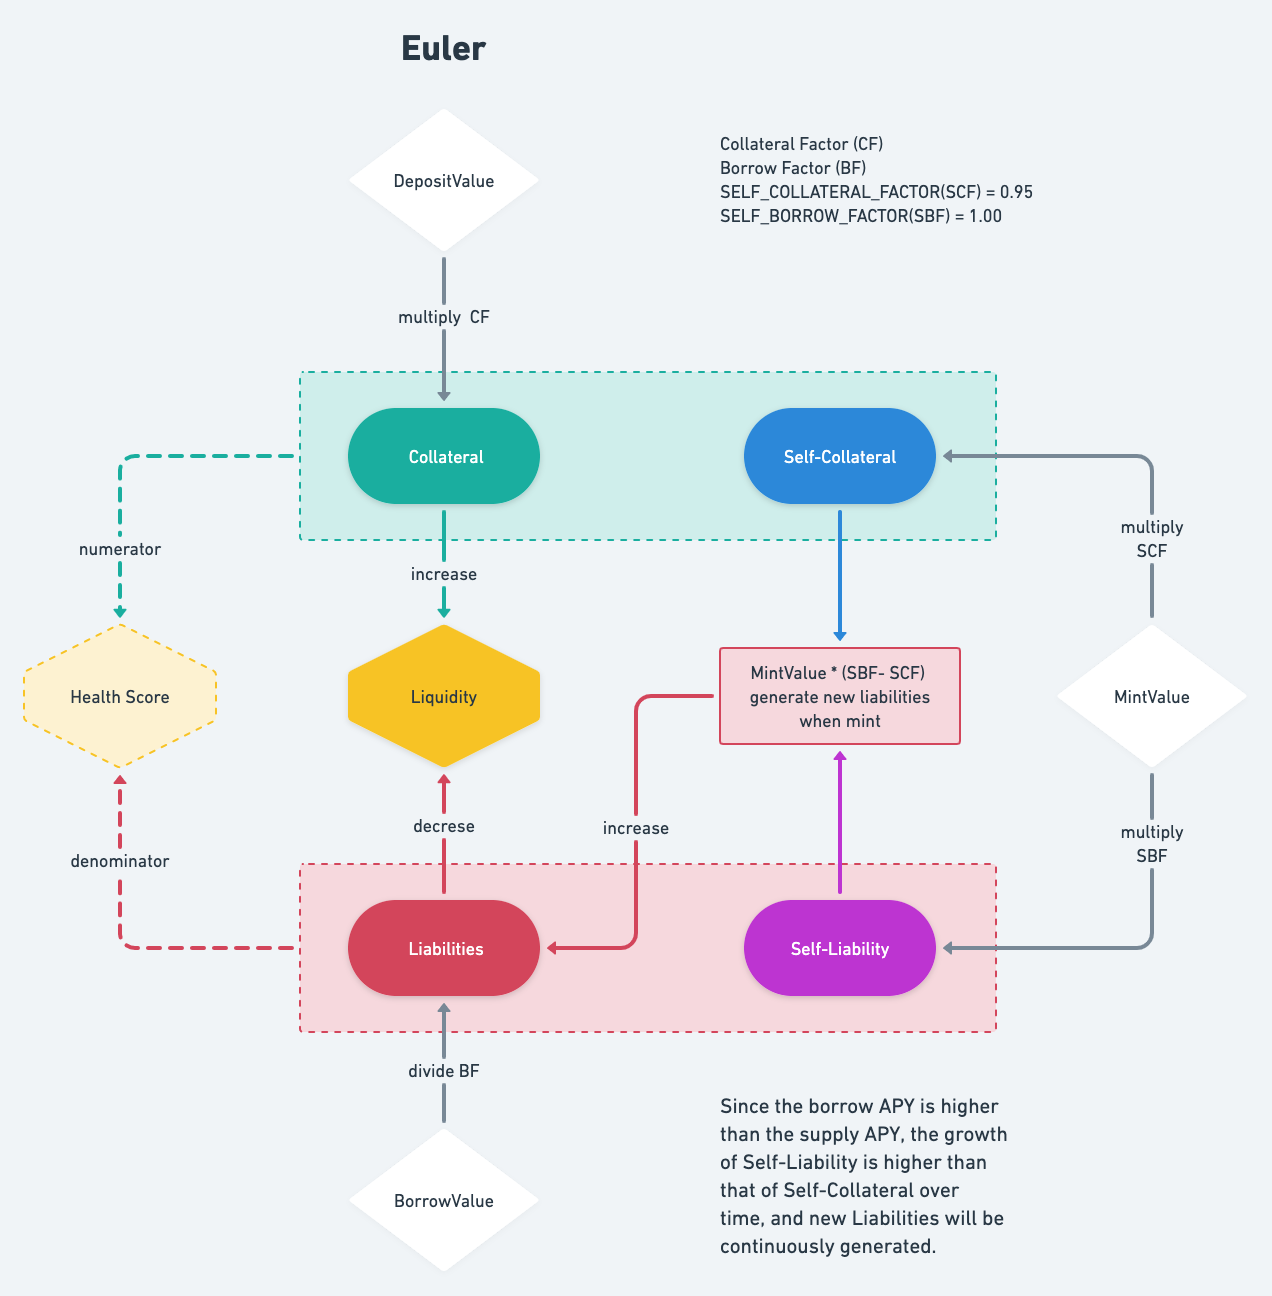 Euler
DepositValue
Collateral Factor (CF)
Borrow Factor (BF)
SELF_COLLATERAL_FACTOR(SCF) = 0.95
SELF_BORROW_FACTOR(SBF) = 1.00
multiply  CF
Collateral
Self-Collateral
multiply
SCF
numerator
increase
Health Score
Liquidity
MintValue * (SBF- SCF)
generate new liabilities
when mint
MintValue
decrese
increase
multiply
SBF
denominator
Liabilities
Self-Liability
divide BF
BorrowValue
Since the borrow APY is higher
than the supply APY, the growth
of Self-Liability is higher than
that of Self-Collateral over
time, and new Liabilities will be
continuously generated.